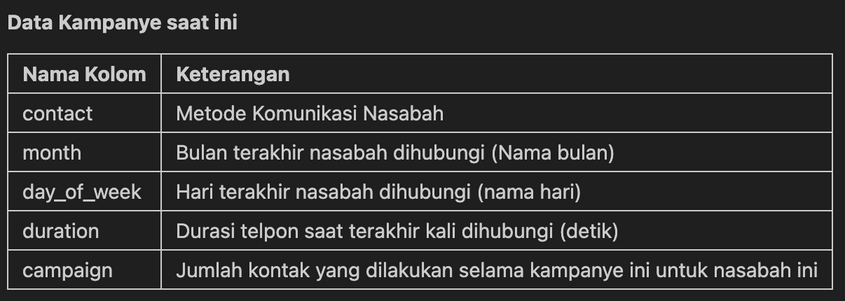 Data Kampanye saat ini
Nama Kolom Keterangan
contact Metode Komunikasi Nasabah
month Bulan terakhir nasabah dihubungi (Nama bulan)
day_of_week Hari terakhir nasabah dihubungi (nama hari)
duration Durasi telpon saat terakhir kali dihubungi (detik)
campaign Jumlah kontak yang dilakukan selama kampanye ini untuk nasabah ini